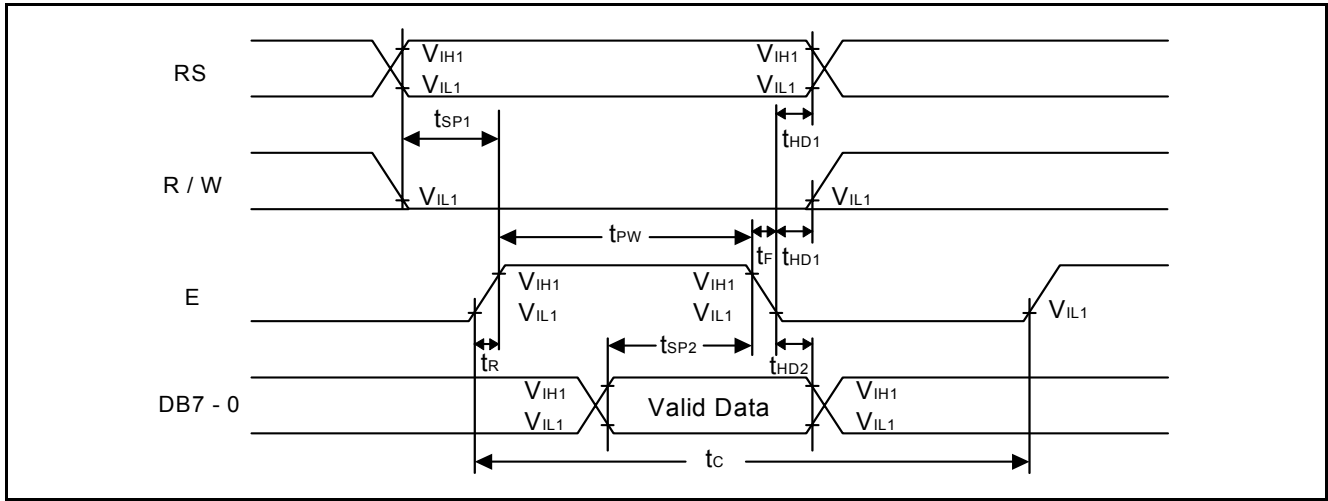 RS
VIH1
VIH1
VIL1
VIL1
tSP1
tHD1
R / W
VIL1
VIL1
tPW
tF
tHD1
E
VIH1
VIH1
VIL1
VIL1
VIL1
tSP2
tR
tHD2
DB7 - 0
VIH1
Valid Data
VIH1
VIL1
VIL1
tC